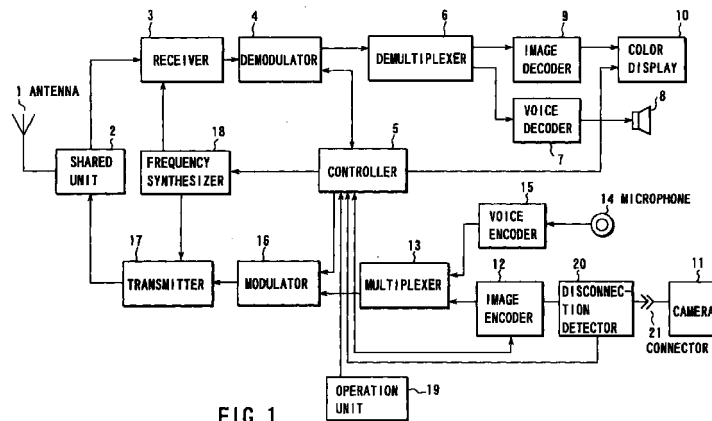 3
4
6
9
10
RECEIVER
DEMODULATOR
DEMULTIPLEXER
IMAGE
DECODER
COLOR
DISPLAY
1 ANTENNA
2
18
5
VOICE
DECODER
8
7
SHARED
UNIT
FREQUENCY
SYNTHESIZER
CONTROLLER
15
VOICE
ENCODER
14 MICROPHONE
17
16
13
12
20
11
TRANSMITTER
MODULATOR
MULTIPLEXER
IMAGE
ENCODER
DISCONNEC-
TION
DETECTOR
CAMERA
21
CONNECTOR
OPERATION
UNIT
19
FIG. 1